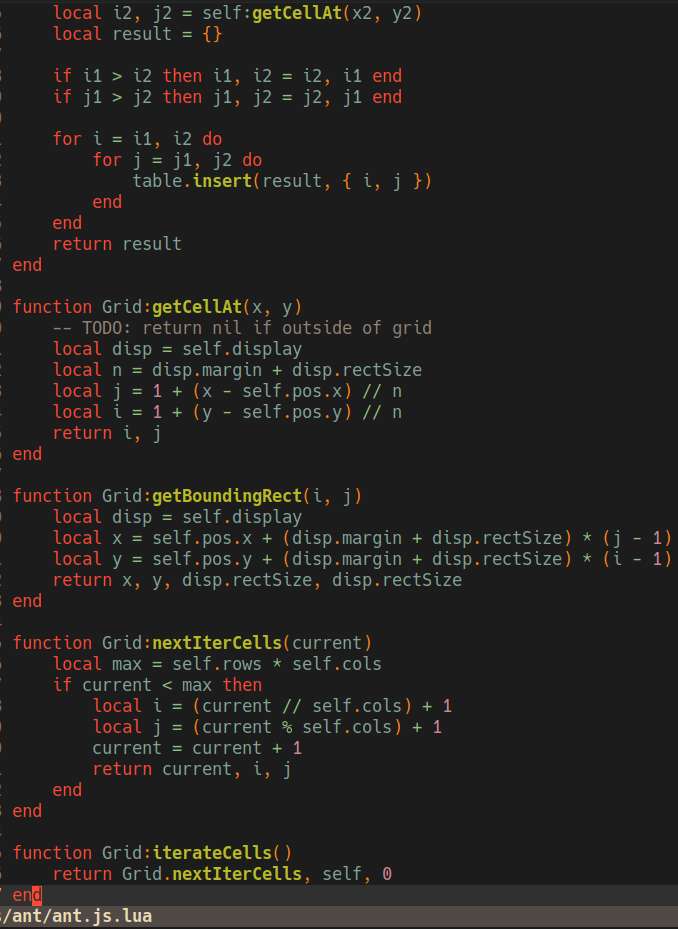 local i2, j2 = self:getCellAt(x2, y2)
    local result = {}

    if i1 > i2 then i1, i2 = i2, i1 end
    if j1 > j2 then j1, j2 = j2, j1 end

    for i = i1, i2 do
        for j = j1, j2 do
            table.insert(result, { i, j })
        end
    end
    return result
end

function Grid:getCellAt(x, y)
    -- TODO: return nil if outside of grid
    local disp = self.display
    local n = disp.margin + disp.rectSize
    local j = 1 + (x - self.pos.x) // n
    local i = 1 + (y - self.pos.y) // n
    return i, j
end

function Grid:getBoundingRect(i, j)
    local disp = self.display
    local x = self.pos.x + (disp.margin + disp.rectSize) * (j - 1)
    local y = self.pos.y + (disp.margin + disp.rectSize) * (i - 1)
    return x, y, disp.rectSize, disp.rectSize
end

function Grid:nextIterCells(current)
    local max = self.rows * self.cols
    if current < max then
        local i = (current // self.cols) + 1
        local j = (current % self.cols) + 1
        current = current + 1
        return current, i, j
    end
end

function Grid:iterateCells()
    return Grid.nextIterCells, self, 0
end
/ant/ant.js.lua